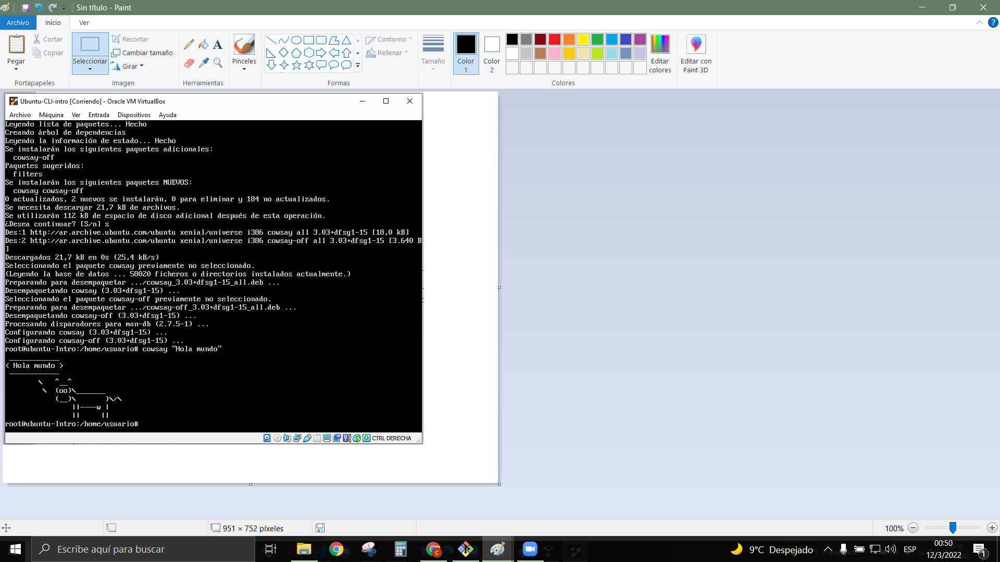 Sin título - Paint
Archivo Inicio Ver
Pegar
Cortar
Copiar
Portapapeles
Seleccionar
Recortar
Cambiar tamaño
Girar
Imagen
Herramientas
Pinceles
Formas
Contorno
Rellenar
Tamaño
Color 1
Color 2
Colores
Editar colores
Editar con Paint 3D
Ubuntu-CLI-intro [Corriendo] - Oracle VM VirtualBox
Archivo Máquina Ver Entrada Dispositivos Ayuda
Leyendo lista de paquetes... Hecho
Creando árbol de dependencias
Leyendo la información de estado... Hecho
Se instalarán los siguientes paquetes adicionales:
  cowsay-off
Paquetes sugeridos:
  filters
Se instalarán los siguientes paquetes NUEVOS:
  cowsay cowsay-off
0 actualizados, 2 nuevos se instalarán, 0 para eliminar y 184 no actualizados.
Se necesita descargar 21,7 kB de archivos.
Se utilizarán 112 kB de espacio de disco adicional después de esta operación.
¿Desea continuar? [S/n] s
Des:1 http://ar.archive.ubuntu.com/ubuntu xenial/universe i386 cowsay all 3.03+dfsg1-15 [18,0 kB]
Des:2 http://ar.archive.ubuntu.com/ubuntu xenial/universe i386 cowsay-off all 3.03+dfsg1-15 [3.640 B
]
Descargados 21,7 kB en 0s (25,4 kB/s)
Seleccionando el paquete cowsay previamente no seleccionado.
(Leyendo la base de datos ... 58020 ficheros o directorios instalados actualmente.)
Preparando para desempaquetar .../cowsay_3.03+dfsg1-15_all.deb ...
Desempaquetando cowsay (3.03+dfsg1-15) ...
Seleccionando el paquete cowsay-off previamente no seleccionado.
Preparando para desempaquetar .../cowsay-off_3.03+dfsg1-15_all.deb ...
Desempaquetando cowsay-off (3.03+dfsg1-15) ...
Procesando disparadores para man-db (2.7.5-1) ...
Configurando cowsay (3.03+dfsg1-15) ...
Configurando cowsay-off (3.03+dfsg1-15) ...
root@ubuntu-Intro:/home/usuario# cowsay "Hola mundo"
 ____________
< Hola mundo >
 ------------
        \   ^__^
         \  (oo)\_______
            (__)\       )\/\
                ||----w |
                ||     ||
root@ubuntu-Intro:/home/usuario#
CTRL DERECHA
951 × 752 píxeles
100%
Escribe aquí para buscar
9°C Despejado
ESP
00:50
12/3/2022
1